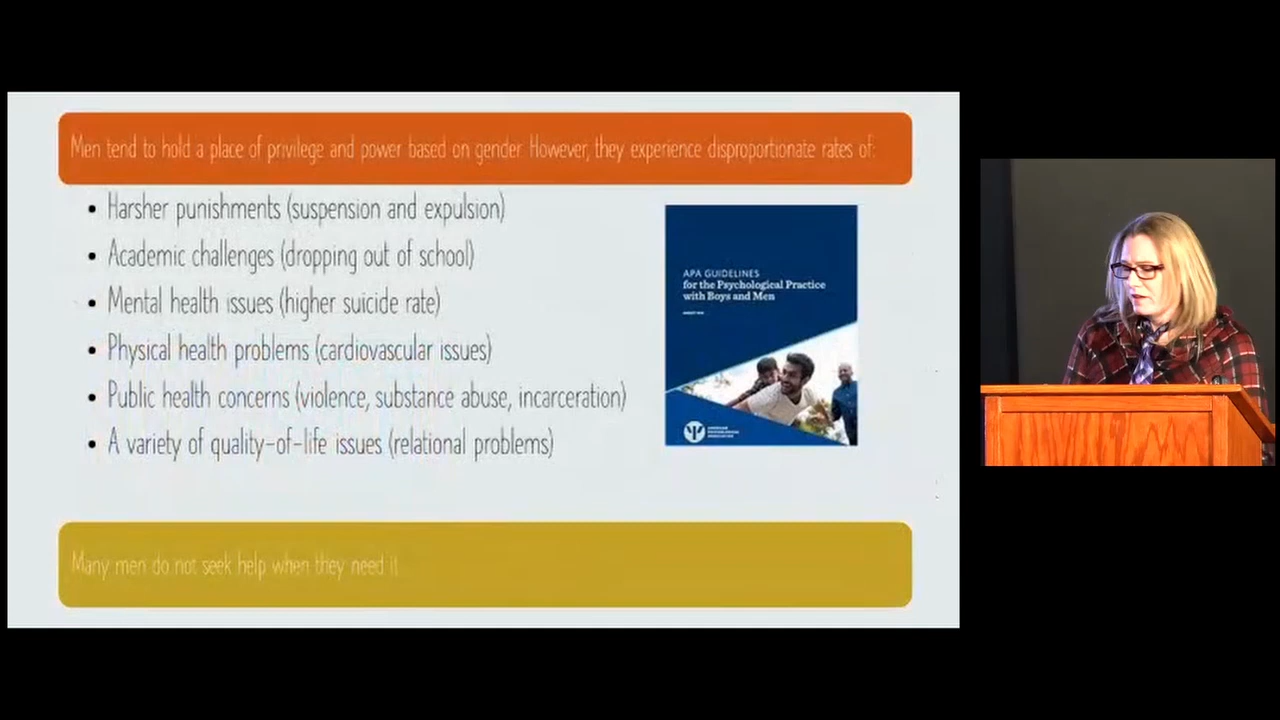 Men tend to hold a place of privilege and power based on gender. However, they experience disproportionate rates of:
• Harsher punishments (suspension and expulsion)
• Academic challenges (dropping out of school)
• Mental health issues (higher suicide rate)
• Physical health problems (cardiovascular issues)
• Public health concerns (violence, substance abuse, incarceration)
• A variety of quality-of-life issues (relational problems)
APA GUIDELINES
for the Psychological Practice
with Boys and Men
AMERICAN
PSYCHOLOGICAL
ASSOCIATION
Many men do not seek help when they need it